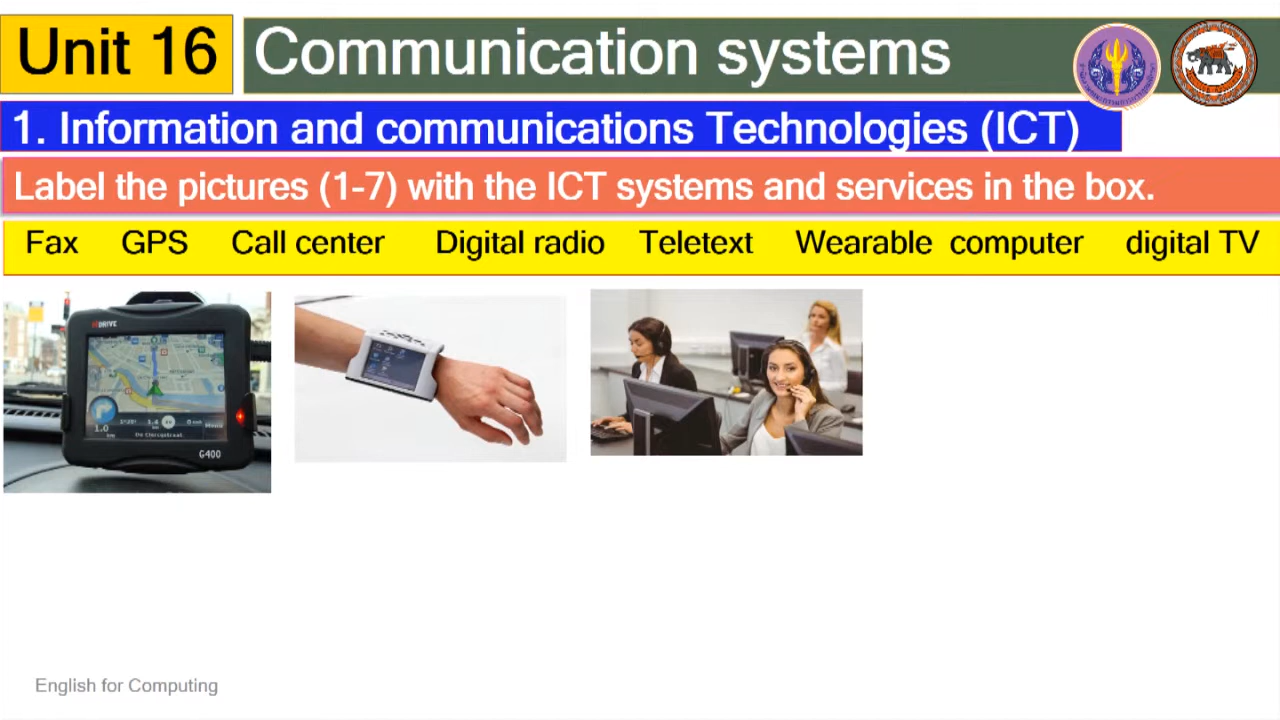 Unit 16
Communication systems
1. Information and communications Technologies (ICT)
Label the pictures (1-7) with the ICT systems and services in the box.
Fax GPS Call center Digital radio Teletext Wearable computer digital TV
G400
English for Computing